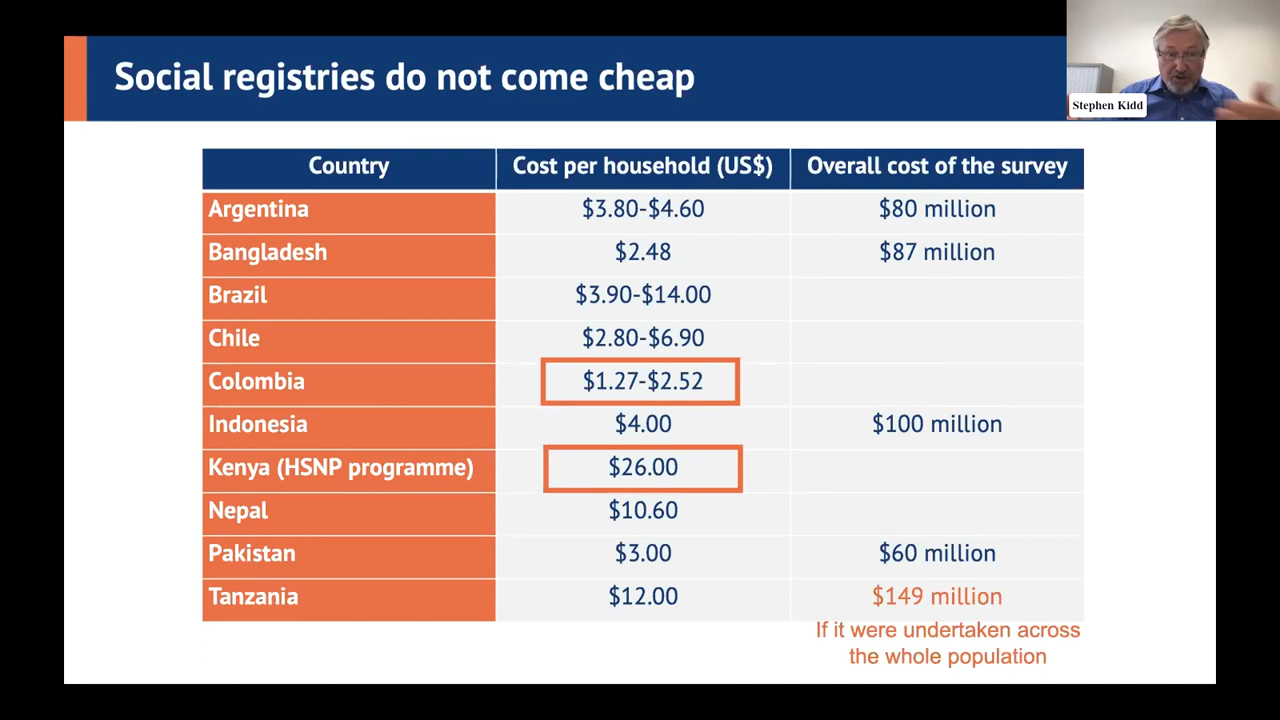 Social registries do not come cheap
Stephen Kidd
Country Cost per household (US$) Overall cost of the survey
Argentina $3.80-$4.60 $80 million
Bangladesh $2.48 $87 million
Brazil $3.90-$14.00
Chile $2.80-$6.90
Colombia $1.27-$2.52
Indonesia $4.00 $100 million
Kenya (HSNP programme) $26.00
Nepal $10.60
Pakistan $3.00 $60 million
Tanzania $12.00 $149 million
If it were undertaken across
the whole population